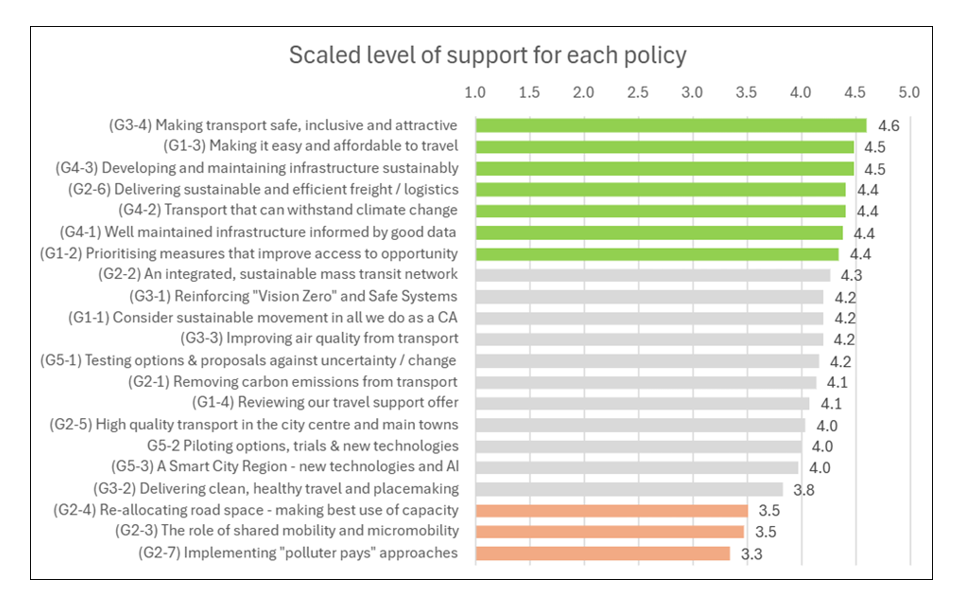 Scaled level of support for each policy
1.0 1.5 2.0 2.5 3.0 3.5 4.0 4.5 5.0
(G3-4) Making transport safe, inclusive and attractive 4.6
(G1-3) Making it easy and affordable to travel 4.5
(G4-3) Developing and maintaining infrastructure sustainably 4.5
(G2-6) Delivering sustainable and efficient freight / logistics 4.4
(G4-2) Transport that can withstand climate change 4.4
(G4-1) Well maintained infrastructure informed by good data 4.4
(G1-2) Prioritising measures that improve access to opportunity 4.4
(G2-2) An integrated, sustainable mass transit network 4.3
(G3-1) Reinforcing "Vision Zero" and Safe Systems 4.2
(G1-1) Consider sustainable movement in all we do as a CA 4.2
(G3-3) Improving air quality from transport 4.2
(G5-1) Testing options & proposals against uncertainty / change 4.2
(G2-1) Removing carbon emissions from transport 4.1
(G1-4) Reviewing our travel support offer 4.1
(G2-5) High quality transport in the city centre and main towns 4.0
G5-2 Piloting options, trials & new technologies 4.0
(G5-3) A Smart City Region - new technologies and AI 4.0
(G3-2) Delivering clean, healthy travel and placemaking 3.8
(G2-4) Re-allocating road space - making best use of capacity 3.5
(G2-3) The role of shared mobility and micromobility 3.5
(G2-7) Implementing "polluter pays" approaches 3.3